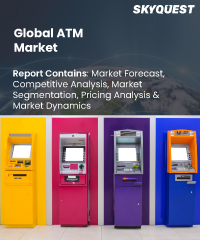 SKYQUEST
Global ATM
Market
Report Contains: Market Forecast,
Competitive Analysis, Market
Segmentation, Pricing Analysis &
Market Dynamics